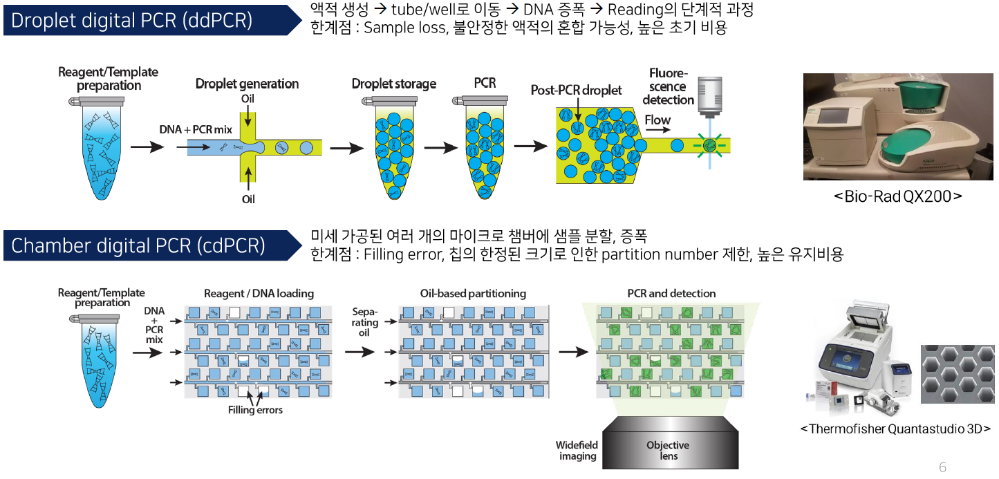 Droplet digital PCR (ddPCR)
액적 생성 → tube/well로 이동 → DNA 증폭 → Reading의 단계적 과정
한계점 : Sample loss, 불안정한 액적의 혼합 가능성, 높은 초기 비용
Reagent/Template
preparation
Droplet generation
Oil
DNA + PCR mix
Oil
Droplet storage
PCR
Post-PCR droplet
Fluore-
scence
detection
Flow
<Bio-Rad QX200>
Chamber digital PCR (cdPCR)
미세 가공된 여러 개의 마이크로 챔버에 샘플 분할, 증폭
한계점 : Filling error, 칩의 한정된 크기로 인한 partition number 제한, 높은 유지비용
Reagent/Template
preparation
DNA
+
PCR
mix
Reagent / DNA loading
Filling errors
Sepa-
rating
oil
Oil-based partitioning
PCR and detection
Widefield
imaging
Objective
lens
<Thermofisher Quantastudio 3D>
6